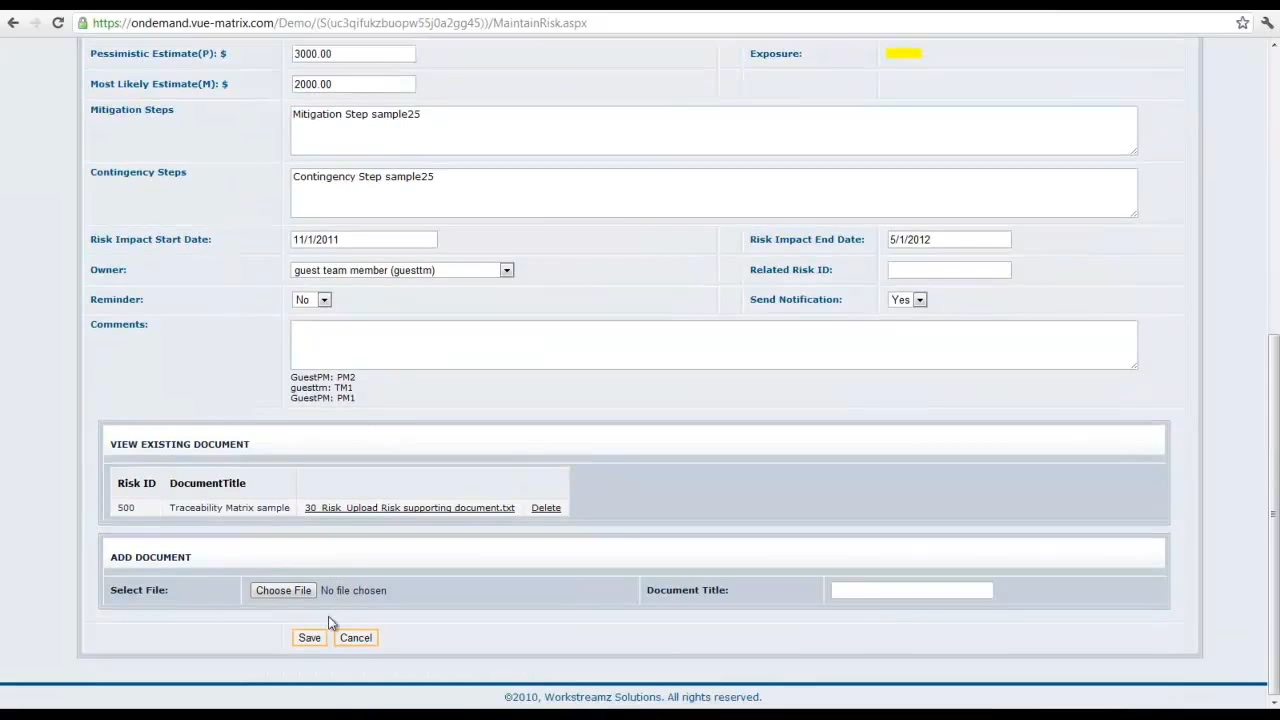 https://ondemand.vue-matrix.com/Demo/(S(uc3qifukzbuopw55j0a2gg45))/MaintainRisk.aspx
Pessimistic Estimate(P): $ 3000.00 Exposure:
Most Likely Estimate(M): $ 2000.00
Mitigation Steps Mitigation Step sample25
Contingency Steps Contingency Step sample25
Risk Impact Start Date: 11/1/2011 Risk Impact End Date: 5/1/2012
Owner: guest team member (guesttm) Related Risk ID:
Reminder: No Send Notification: Yes
Comments:
GuestPM: PM2
guesttm: TM1
GuestPM: PM1
VIEW EXISTING DOCUMENT
Risk ID DocumentTitle
500 Traceability Matrix sample 30_Risk_Upload Risk supporting document.txt Delete
ADD DOCUMENT
Select File: Choose File No file chosen Document Title:
Save Cancel
©2010, Workstreamz Solutions. All rights reserved.